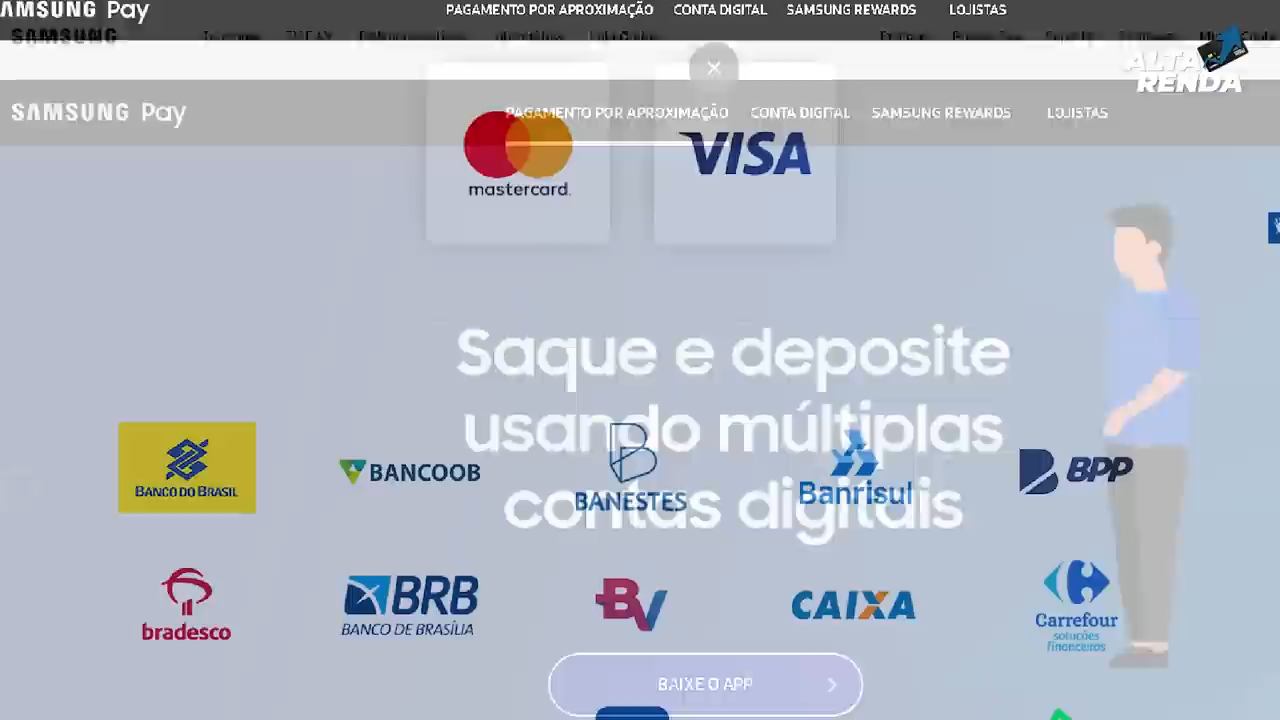 SAMSUNG Pay
PAGAMENTO POR APROXIMAÇÃO CONTA DIGITAL SAMSUNG REWARDS LOJISTAS
SAMSUNG
ALTA
RENDA
SAMSUNG Pay
PAGAMENTO POR APROXIMAÇÃO CONTA DIGITAL SAMSUNG REWARDS LOJISTAS
mastercard.
VISA
Saque e deposite
usando múltiplas
contas digitais
BANCO DO BRASIL
BANCOOB
BANESTES
Banrisul
BPP
bradesco
BRB
BANCO DE BRASÍLIA
BV
CAIXA
Carrefour
soluções
financeiras
BAIXE O APP